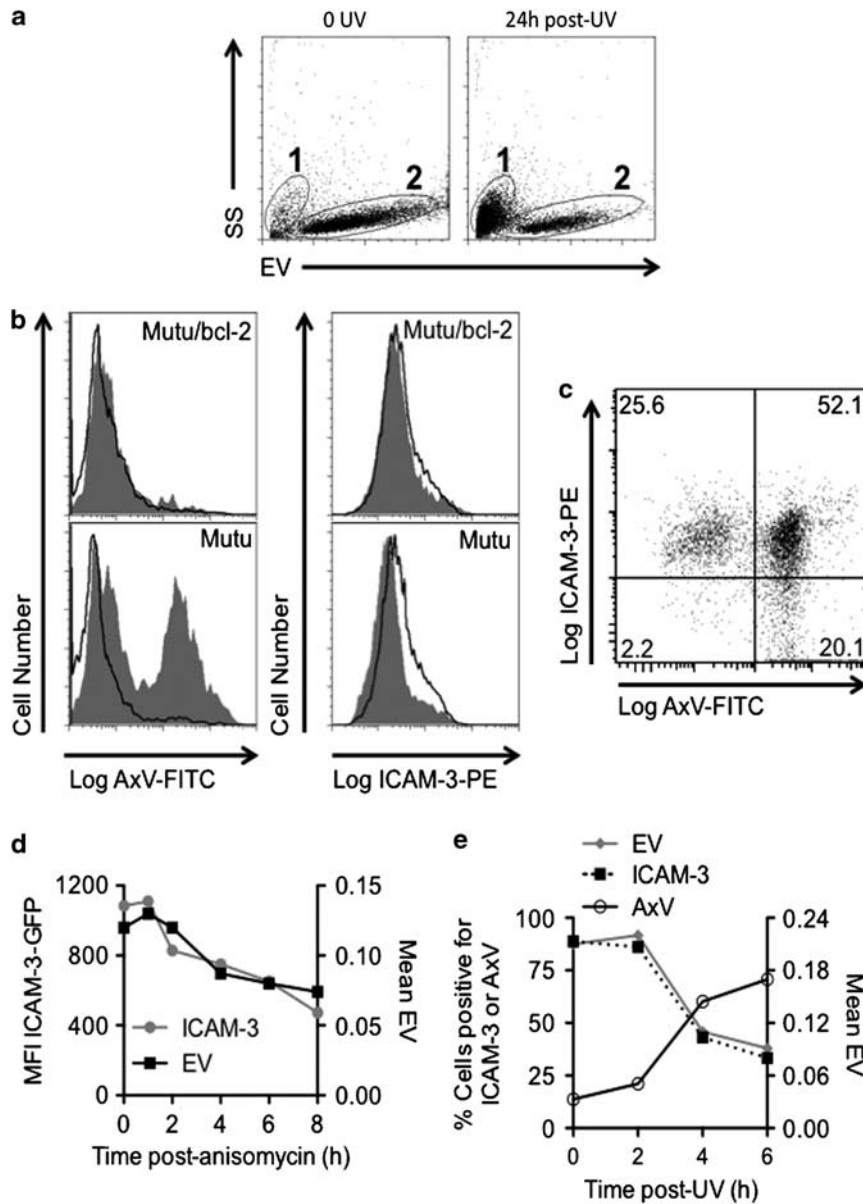 a
0 UV
24h post-UV
1
2
1
2
SS
EV
b
Mutu/bcl-2
Mutu/bcl-2
Mutu
Mutu
Cell Number
Cell Number
Log AxV-FITC
Log ICAM-3-PE
c
25.6
52.1
2.2
20.1
Log ICAM-3-PE
Log AxV-FITC
d
1200
800
400
0
0.15
0.10
0.05
0.00
MFI ICAM-3-GFP
Mean EV
ICAM-3
EV
0 2 4 6 8
Time post-anisomycin (h)
e
EV
ICAM-3
AxV
100
75
50
25
0
0.24
0.18
0.12
0.06
0.00
% Cells positive for
ICAM-3 or AxV
Mean EV
0 2 4 6
Time post-UV (h)